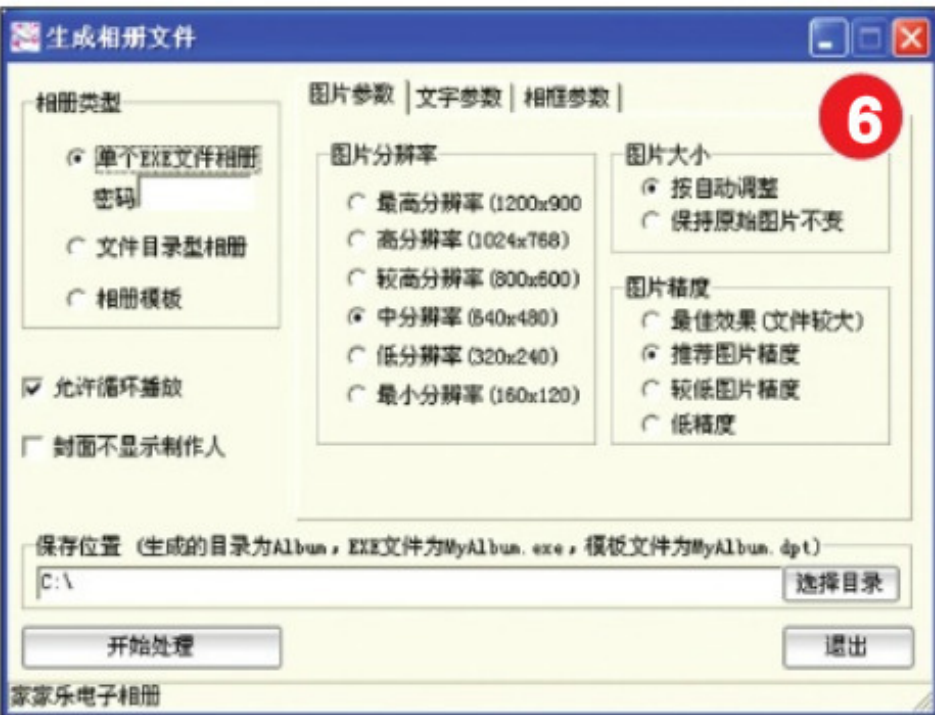 生成相册文件
6
相册类型
单个EXE文件相册
密码
文件目录型相册
相册模板
允许循环播放
封面不显示制作人
图片参数 文字参数 相框参数
图片分辨率
最高分辨率(1200x900
高分辨率(1024x768)
较高分辨率(800x600)
中分辨率(640x480)
低分辨率(320x240)
最小分辨率(160x120)
图片大小
按自动调整
保持原始图片不变
图片精度
最佳效果(文件较大)
推荐图片精度
较低图片精度
低精度
保存位置 (生成的目录为Album，EXE文件为MyAlbum.exe，模板文件为MyAlbum.dpt)
C:\
选择目录
开始处理
退出
家家乐电子相册